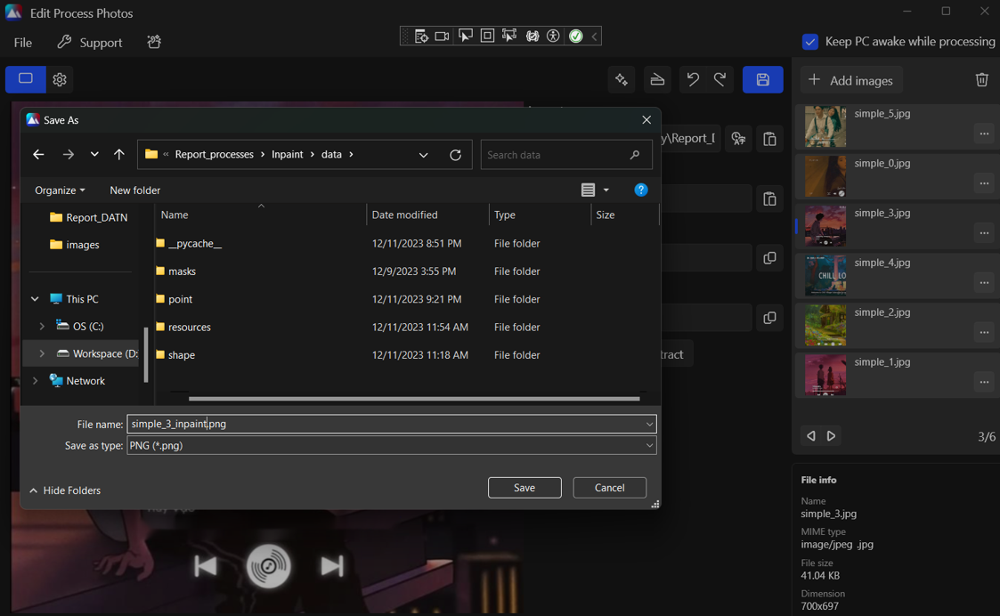 Edit Process Photos
File
Support
Keep PC awake while processing
Add images
Save As
Report_processes
Inpaint
data
Search data
Organize
New folder
Name
Date modified
Type
Size
Report_DATN
images
This PC
OS (C:)
Workspace (D:
Network
__pycache__ 12/11/2023 8:51 PM File folder
masks 12/9/2023 3:55 PM File folder
point 12/11/2023 9:21 PM File folder
resources 12/11/2023 11:54 AM File folder
shape 12/11/2023 11:18 AM File folder
File name: simple_3_inpaint.png
Save as type: PNG (*.png)
Hide Folders
Save
Cancel
y\Report_D
tract
simple_5.jpg
simple_0.jpg
simple_3.jpg
simple_4.jpg
CHILL LO
simple_2.jpg
simple_1.jpg
3/6
File info
Name
simple_3.jpg
MIME type
image/jpeg .jpg
File size
41.04 KB
Dimension
700x697